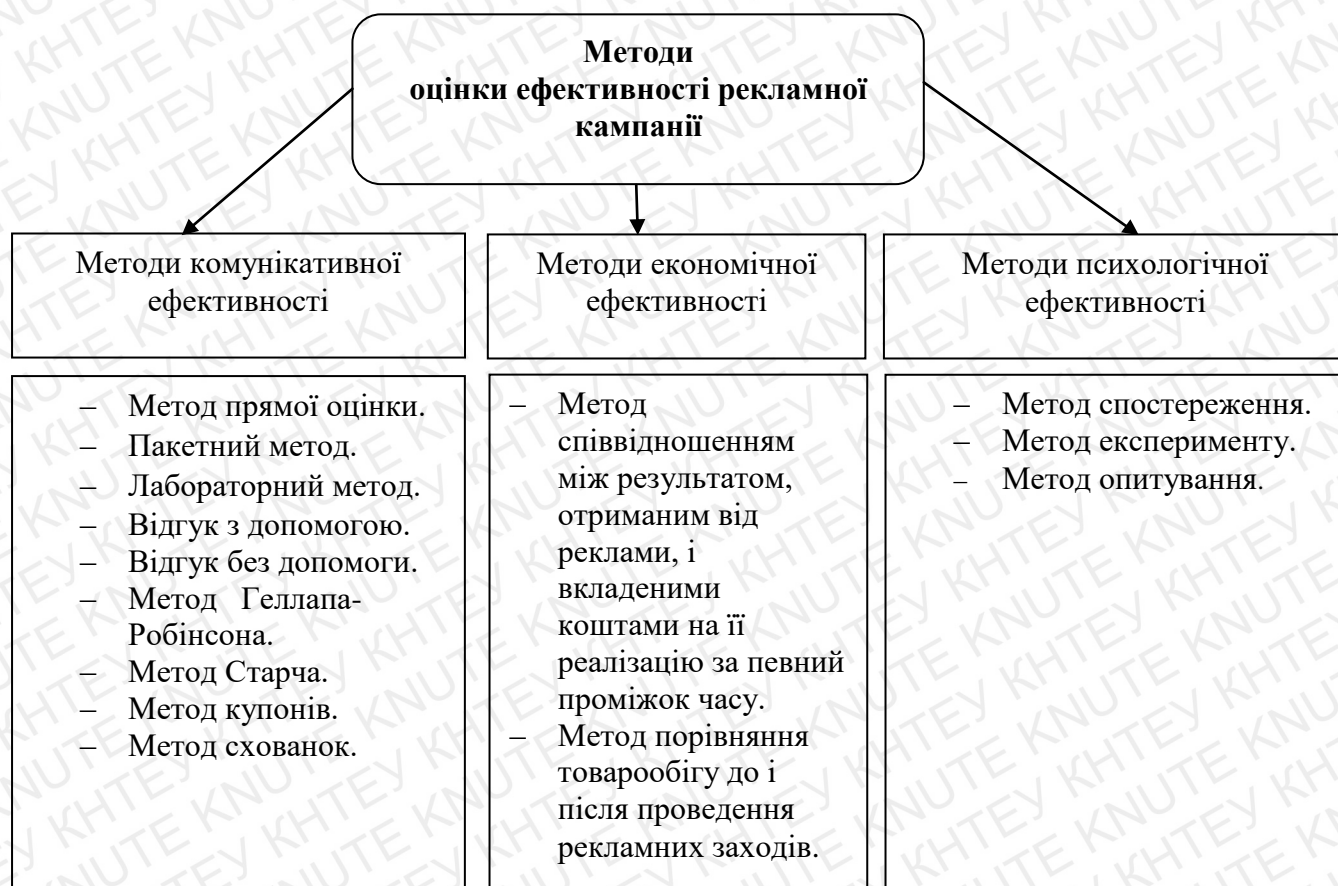 Методи
оцінки ефективності рекламної
кампанії
Методи комунікативної
ефективності
Методи економічної
ефективності
Методи психологічної
ефективності
– Метод прямої оцінки.
– Пакетний метод.
– Лабораторний метод.
– Відгук з допомогою.
– Відгук без допомоги.
– Метод Геллапа-
Робінсона.
– Метод Старча.
– Метод купонів.
– Метод схованок.
– Метод
співвідношенням
між результатом,
отриманим від
реклами, і
вкладеними
коштами на її
реалізацію за певний
проміжок часу.
– Метод порівняння
товарообігу до і
після проведення
рекламних заходів.
– Метод спостереження.
– Метод експерименту.
– Метод опитування.